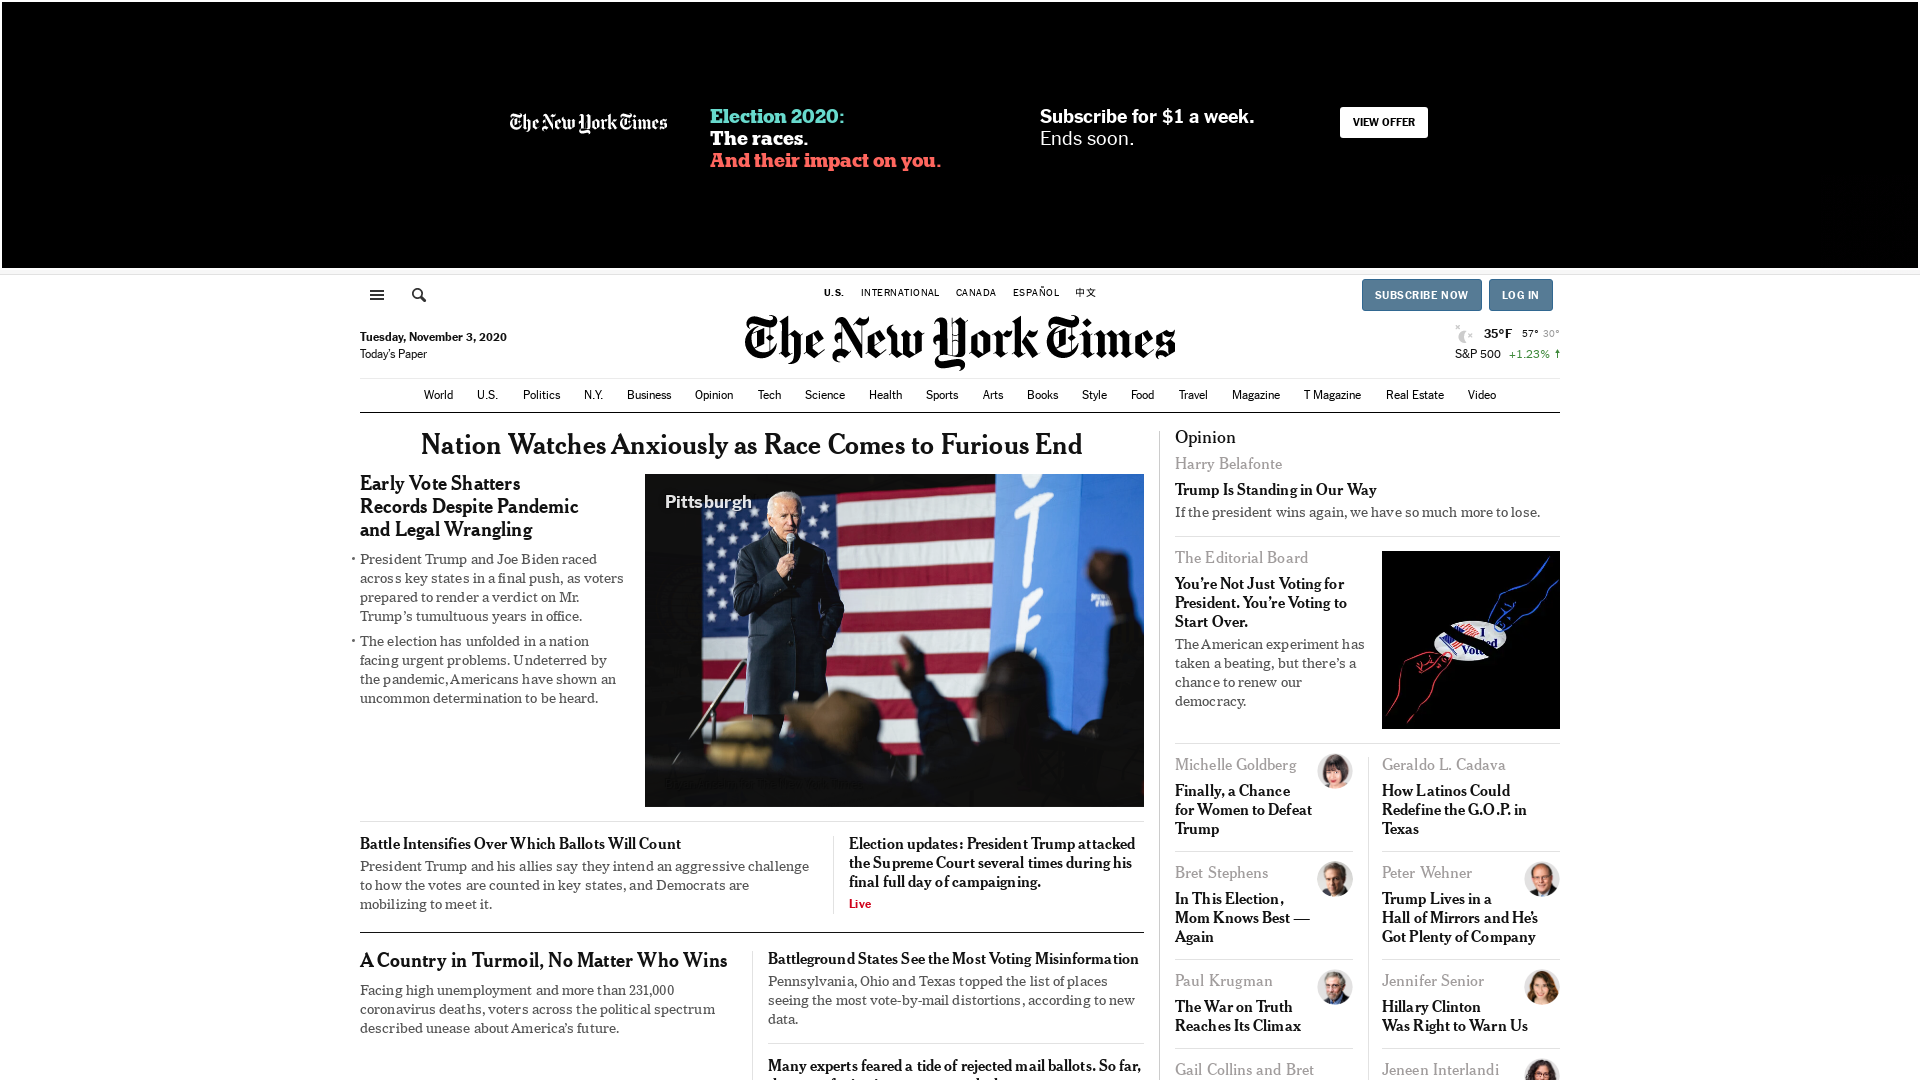 The New York Times
Election 2020:
The races.
And their impact on you.
Subscribe for $1 a week.
Ends soon.
VIEW OFFER
U.S. INTERNATIONAL CANADA ESPAÑOL 中文
SUBSCRIBE NOW LOG IN
Tuesday, November 3, 2020
Today's Paper
The New York Times
35°F 57° 30°
S&P 500 +1.23% ↑
World U.S. Politics N.Y. Business Opinion Tech Science Health Sports Arts Books Style Food Travel Magazine T Magazine Real Estate Video
Nation Watches Anxiously as Race Comes to Furious End
Early Vote Shatters
Records Despite Pandemic
and Legal Wrangling
• President Trump and Joe Biden raced
across key states in a final push, as voters
prepared to render a verdict on Mr.
Trump’s tumultuous years in office.
• The election has unfolded in a nation
facing urgent problems. Undeterred by
the pandemic, Americans have shown an
uncommon determination to be heard.
Pittsburgh
Battle Intensifies Over Which Ballots Will Count
President Trump and his allies say they intend an aggressive challenge
to how the votes are counted in key states, and Democrats are
mobilizing to meet it.
Election updates: President Trump attacked
the Supreme Court several times during his
final full day of campaigning.
Live
A Country in Turmoil, No Matter Who Wins
Facing high unemployment and more than 231,000
coronavirus deaths, voters across the political spectrum
described unease about America’s future.
Battleground States See the Most Voting Misinformation
Pennsylvania, Ohio and Texas topped the list of places
seeing the most vote-by-mail distortions, according to new
data.
Many experts feared a tide of rejected mail ballots. So far,
Opinion
Harry Belafonte
Trump Is Standing in Our Way
If the president wins again, we have so much more to lose.
The Editorial Board
You’re Not Just Voting for
President. You’re Voting to
Start Over.
The American experiment has
taken a beating, but there’s a
chance to renew our
democracy.
I
Michelle Goldberg
Finally, a Chance
for Women to Defeat
Trump
Geraldo L. Cadava
How Latinos Could
Redefine the G.O.P. in
Texas
Bret Stephens
In This Election,
Mom Knows Best —
Again
Peter Wehner
Trump Lives in a
Hall of Mirrors and He’s
Got Plenty of Company
Paul Krugman
The War on Truth
Reaches Its Climax
Jennifer Senior
Hillary Clinton
Was Right to Warn Us
Gail Collins and Bret
Jeneen Interlandi